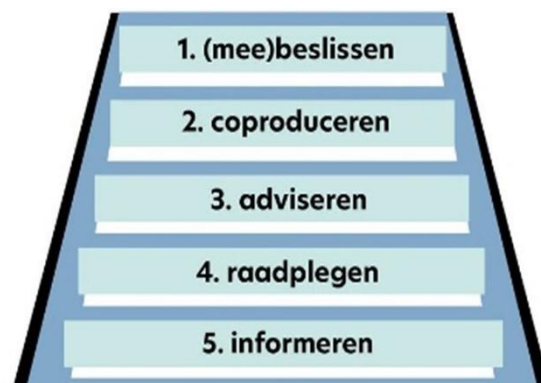 1. (mee)beslissen
2. coproduceren
3. adviseren
4. raadplegen
5. informeren